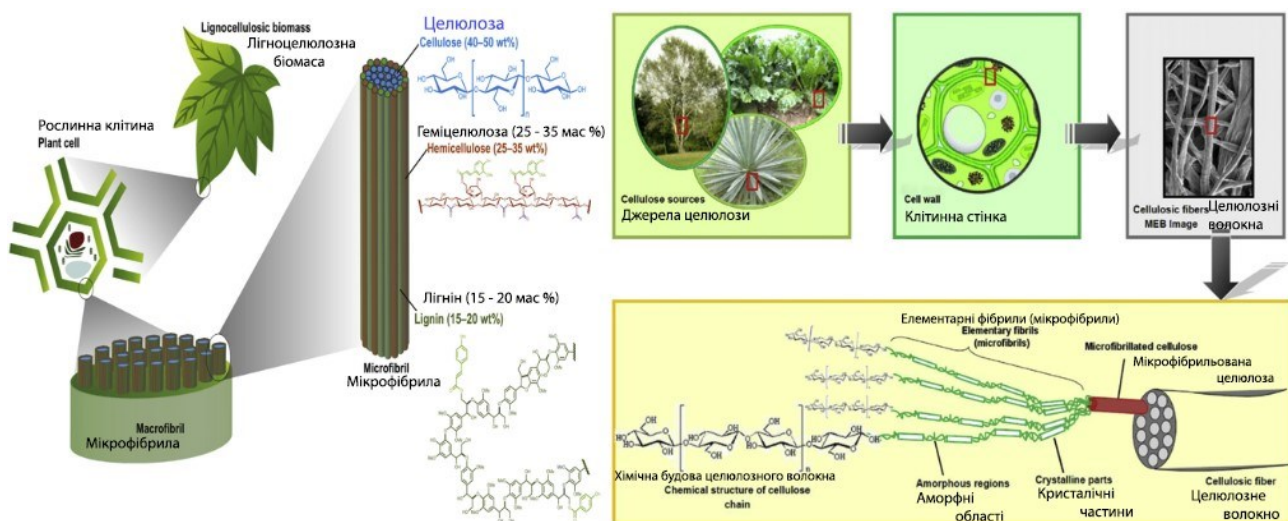 Lignocellulosic biomass
Лігноцелюлозна
біомаса
Рослинна клітина
Plant cell
Macrofibril
Мікрофібрила
Целюлоза
Cellulose (40–50 wt%)
Геміцелюлоза (25 - 35 мас %)
Hemicellulose (25–35 wt%)
Лігнін (15 - 20 мас %)
Lignin (15–20 wt%)
Microfibril
Мікрофібрила
Cellulose sources
Джерела целюлози
Cell wall
Клітинна стінка
Cellulosic fibers Целюлозні
MEB Image волокна
Елементарні фібрили (мікрофібрили)
Elementary fibrils
(microfibrils)
Microfibrillated cellulose
Мікрофібрильована
целюлоза
Хімічна будова целюлозного волокна
Chemical structure of cellulose
chain
Amorphous regions
Аморфні
області
Crystalline parts
Кристалічні
частини
Cellulosic fiber
Целюлозне
волокно